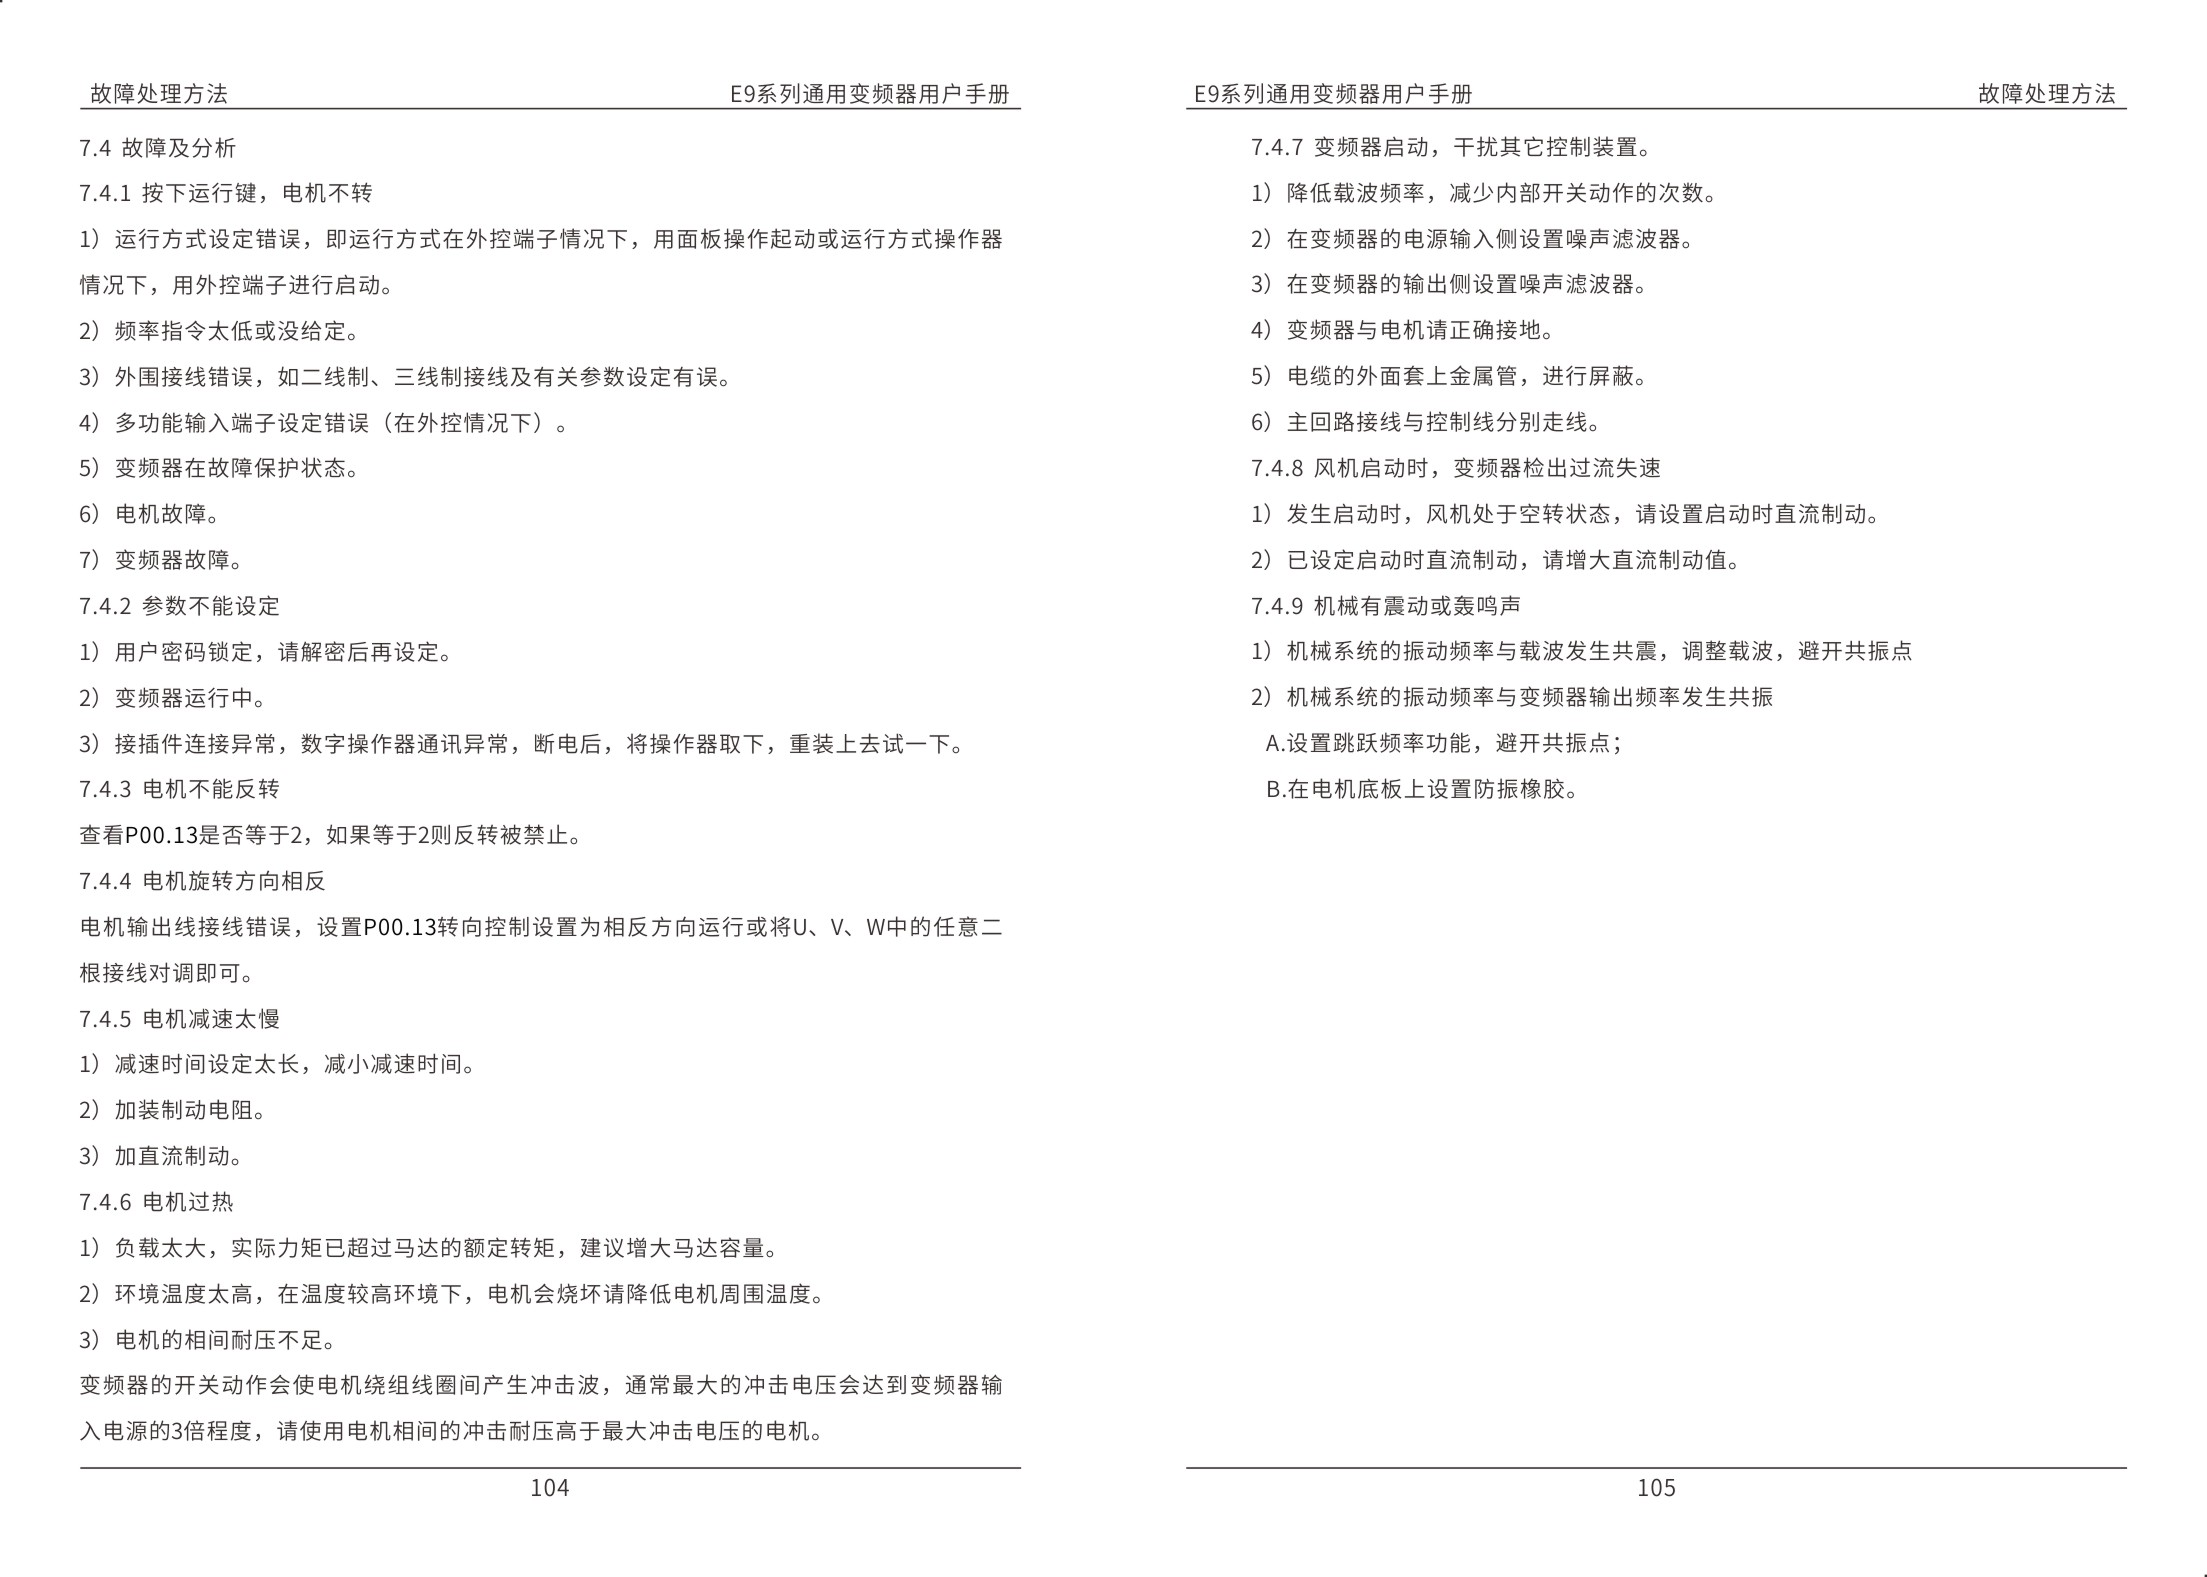 故障处理方法
E9系列通用变频器用户手册
7.4 故障及分析
7.4.1 按下运行键，电机不转
1）运行方式设定错误，即运行方式在外控端子情况下，用面板操作起动或运行方式操作器
情况下，用外控端子进行启动。
2）频率指令太低或没给定。
3）外围接线错误，如二线制、三线制接线及有关参数设定有误。
4）多功能输入端子设定错误（在外控情况下）。
5）变频器在故障保护状态。
6）电机故障。
7）变频器故障。
7.4.2 参数不能设定
1）用户密码锁定，请解密后再设定。
2）变频器运行中。
3）接插件连接异常，数字操作器通讯异常，断电后，将操作器取下，重装上去试一下。
7.4.3 电机不能反转
查看P00.13是否等于2，如果等于2则反转被禁止。
7.4.4 电机旋转方向相反
电机输出线接线错误，设置P00.13转向控制设置为相反方向运行或将U、V、W中的任意二
根接线对调即可。
7.4.5 电机减速太慢
1）减速时间设定太长，减小减速时间。
2）加装制动电阻。
3）加直流制动。
7.4.6 电机过热
1）负载太大，实际力矩已超过马达的额定转矩，建议增大马达容量。
2）环境温度太高，在温度较高环境下，电机会烧坏请降低电机周围温度。
3）电机的相间耐压不足。
变频器的开关动作会使电机绕组线圈间产生冲击波，通常最大的冲击电压会达到变频器输
入电源的3倍程度，请使用电机相间的冲击耐压高于最大冲击电压的电机。
104
E9系列通用变频器用户手册
故障处理方法
7.4.7 变频器启动，干扰其它控制装置。
1）降低载波频率，减少内部开关动作的次数。
2）在变频器的电源输入侧设置噪声滤波器。
3）在变频器的输出侧设置噪声滤波器。
4）变频器与电机请正确接地。
5）电缆的外面套上金属管，进行屏蔽。
6）主回路接线与控制线分别走线。
7.4.8 风机启动时，变频器检出过流失速
1）发生启动时，风机处于空转状态，请设置启动时直流制动。
2）已设定启动时直流制动，请增大直流制动值。
7.4.9 机械有震动或轰鸣声
1）机械系统的振动频率与载波发生共震，调整载波，避开共振点
2）机械系统的振动频率与变频器输出频率发生共振
A.设置跳跃频率功能，避开共振点；
B.在电机底板上设置防振橡胶。
105